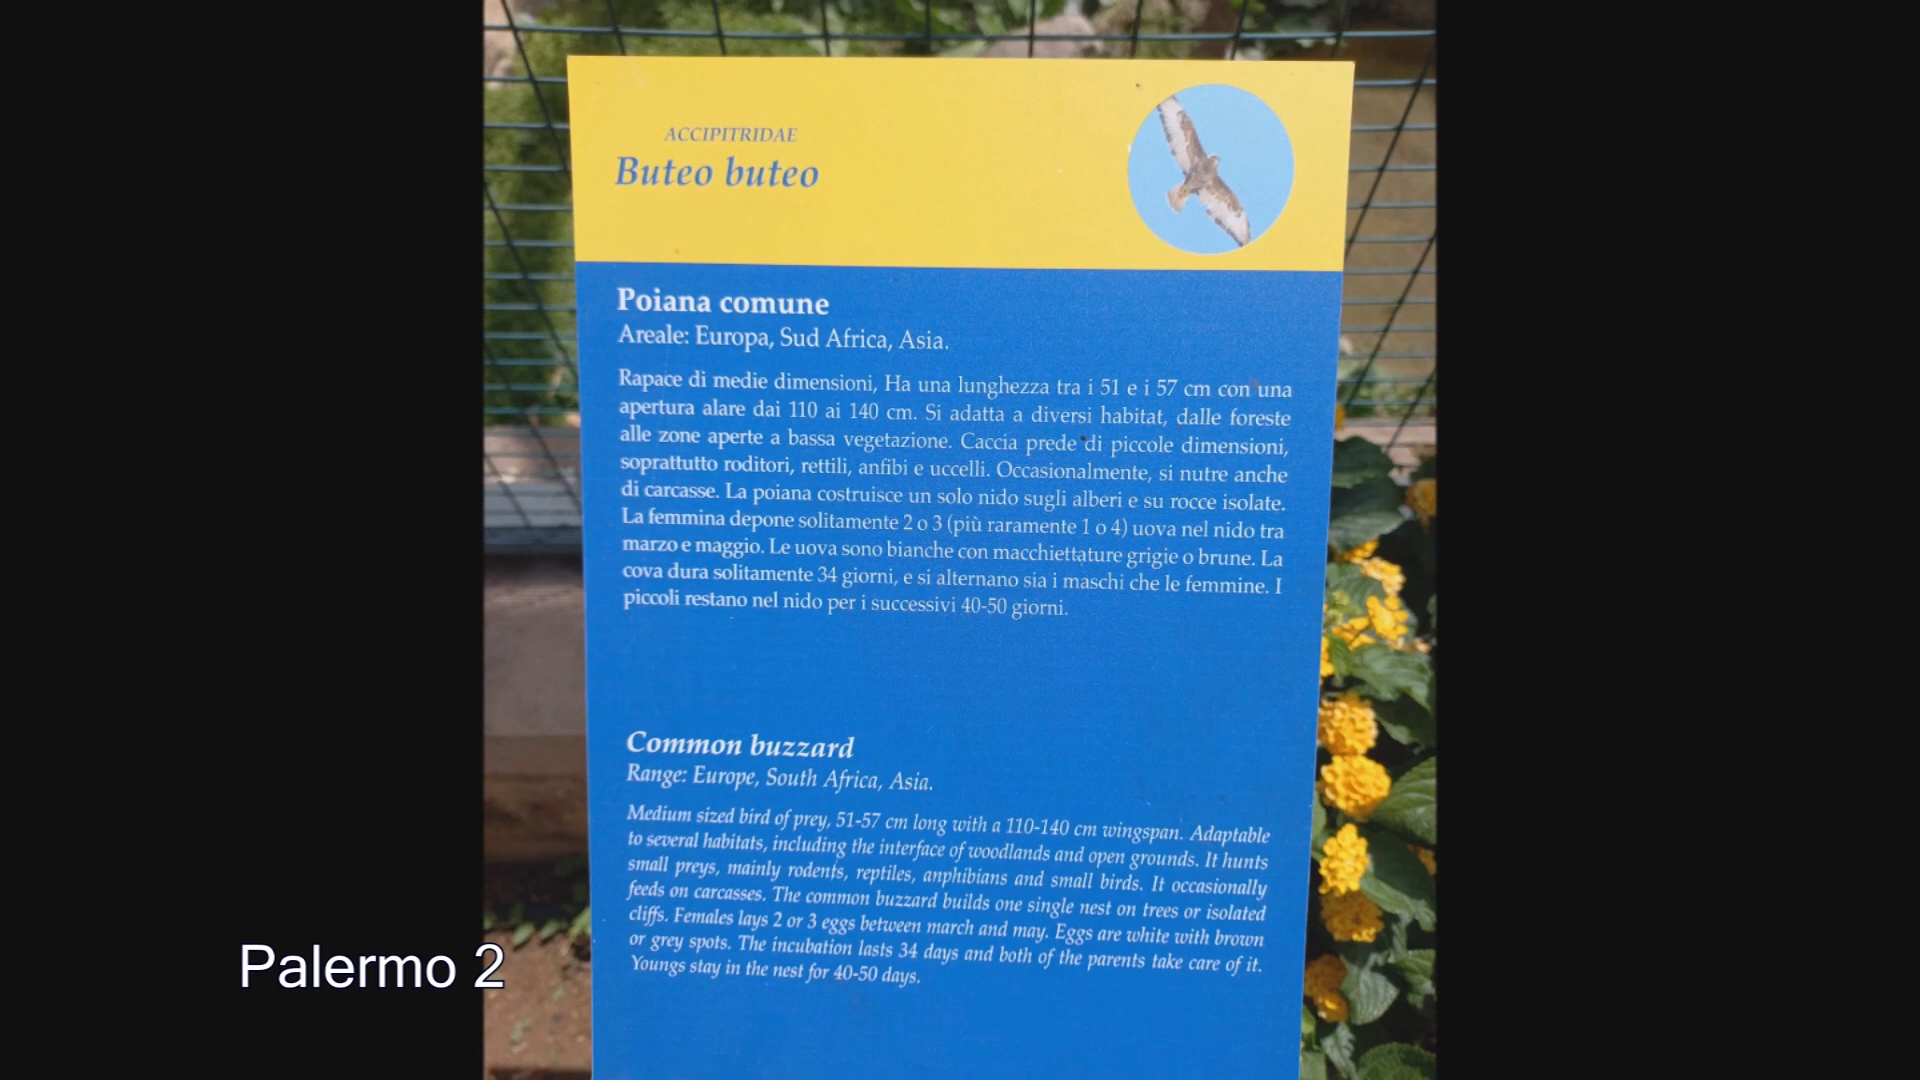 ACCIPITRIDAE
Buteo buteo
Poiana comune
Areale: Europa, Sud Africa, Asia.
Rapace di medie dimensioni, Ha una lunghezza tra i 51 e i 57 cm con una
apertura alare dai 110 ai 140 cm. Si adatta a diversi habitat, dalle foreste
alle zone aperte a bassa vegetazione. Caccia prede di piccole dimensioni,
soprattutto roditori, rettili, anfibi e uccelli. Occasionalmente, si nutre anche
di carcasse. La poiana costruisce un solo nido sugli alberi e su rocce isolate.
La femmina depone solitamente 2 o 3 (più raramente 1 o 4) uova nel nido tra
marzo e maggio. Le uova sono bianche con macchiettature grigie o brune. La
cova dura solitamente 34 giorni, e si alternano sia i maschi che le femmine. I
piccoli restano nel nido per i successivi 40-50 giorni.
Common buzzard
Range: Europe, South Africa, Asia.
Medium sized bird of prey, 51-57 cm long with a 110-140 cm wingspan. Adaptable
to several habitats, including the interface of woodlands and open grounds. It hunts
small preys, mainly rodents, reptiles, anphibians and small birds. It occasionally
feeds on carcasses. The common buzzard builds one single nest on trees or isolated
cliffs. Females lays 2 or 3 eggs between march and may. Eggs are white with brown
or grey spots. The incubation lasts 34 days and both of the parents take care of it.
Youngs stay in the nest for 40-50 days.
Palermo 2